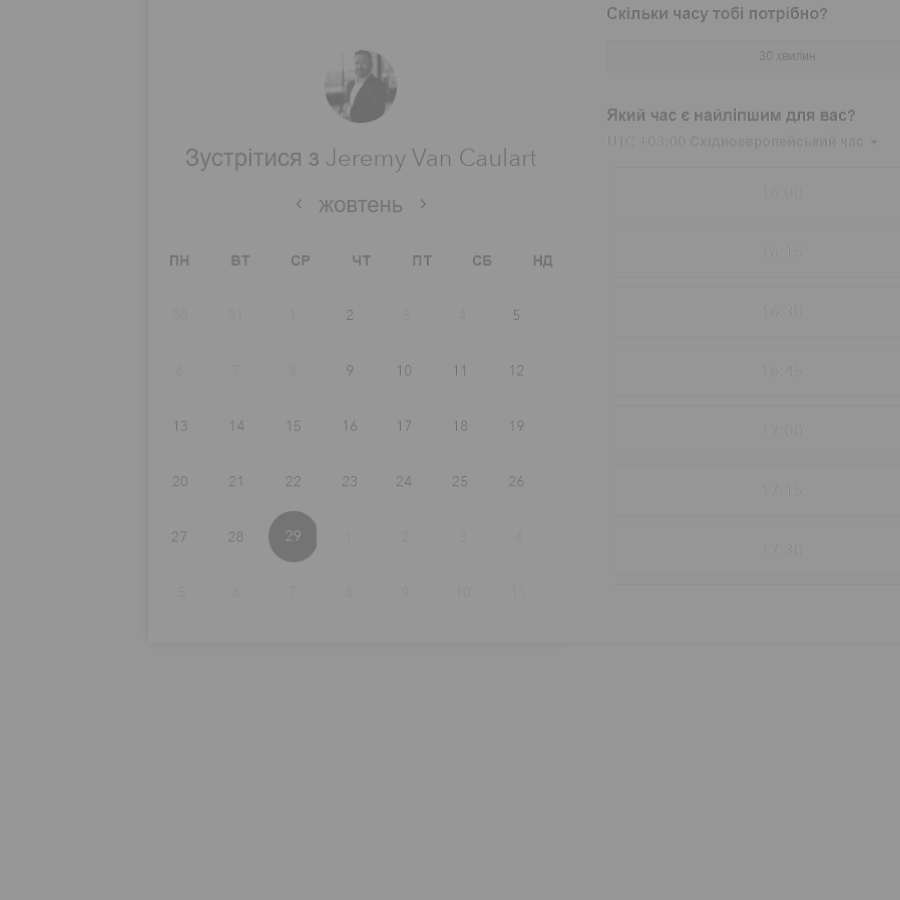 Зустрітися з Jeremy Van Caulart
жовтень
ПН ВТ СР ЧТ ПТ СБ НД
30 31 1 2 3 4 5
6 7 8 9 10 11 12
13 14 15 16 17 18 19
20 21 22 23 24 25 26
27 28 29 1 2 3 4
5 6 7 8 9 10 11
Скільки часу тобі потрібно?
30 хвилин
Який час є найліпшим для вас?
UTC +03:00 Східноєвропейський час
16:00
16:15
16:30
16:45
17:00
17:15
17:30